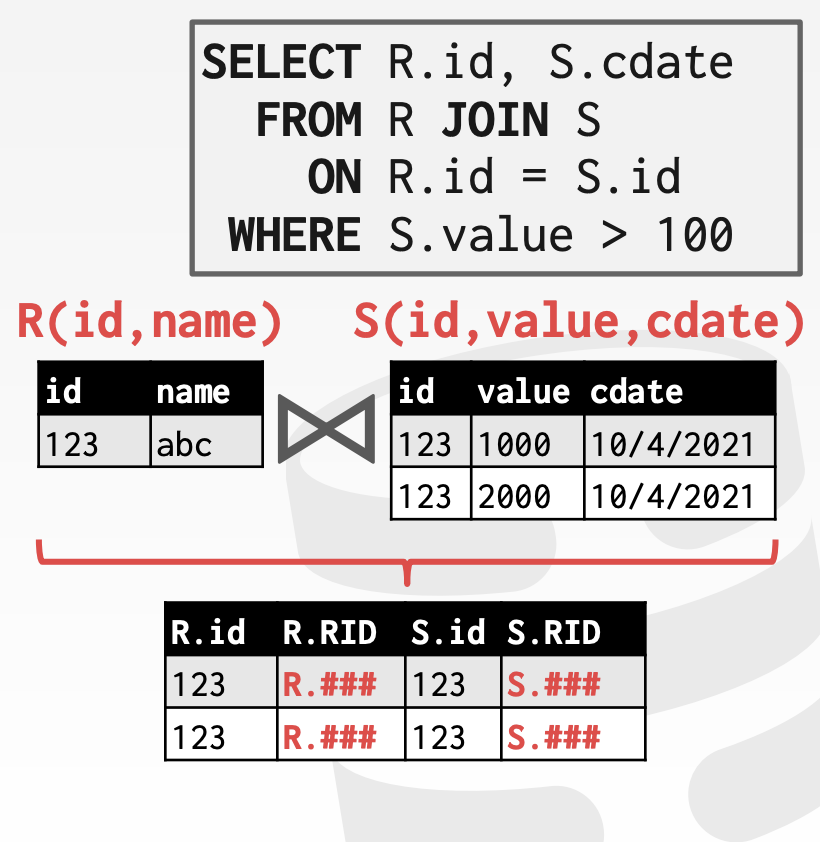 SELECT R.id, S.cdate
FROM R JOIN S
ON R.id = S.id
WHERE S.value > 100
R(id,name) S(id,value,cdate)
id name
123 abc
id value cdate
123 1000 10/4/2021
123 2000 10/4/2021
R.id R.RID S.id S.RID
123 R.### 123 S.###
123 R.### 123 S.###